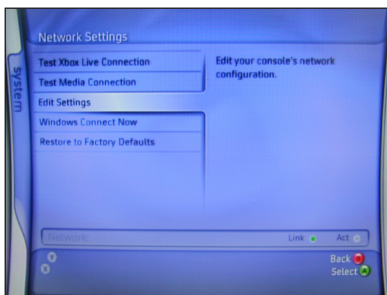 Network Settings
system
Test Xbox Live Connection
Test Media Connection
Edit Settings
Windows Connect Now
Restore to Factory Defaults
Edit your console's network
configuration.
Network
Link
Act
Y
X
Back B
Select A